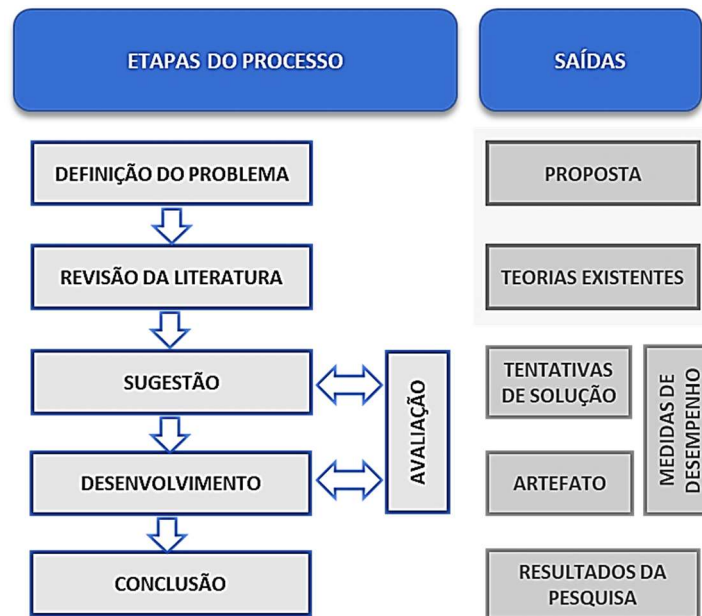 ETAPAS DO PROCESSO
SAÍDAS
DEFINIÇÃO DO PROBLEMA
PROPOSTA
REVISÃO DA LITERATURA
TEORIAS EXISTENTES
SUGESTÃO
AVALIAÇÃO
TENTATIVAS
DE SOLUÇÃO
MEDIDAS DE
DESEMPENHO
DESENVOLVIMENTO
ARTEFATO
CONCLUSÃO
RESULTADOS DA
PESQUISA